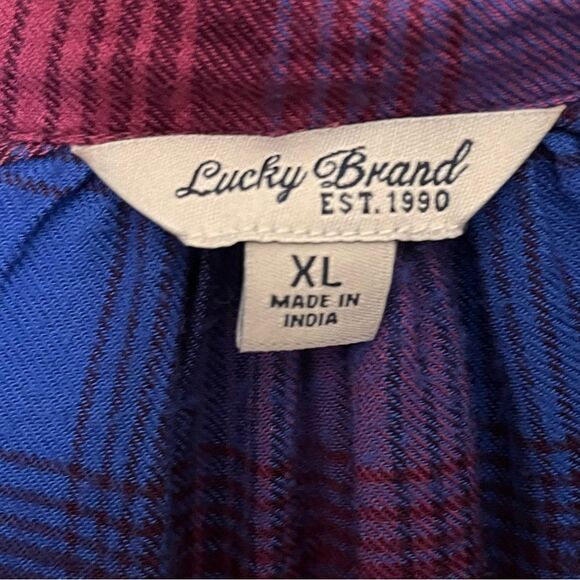 Lucky Brand
EST. 1990
XL
MADE IN
INDIA